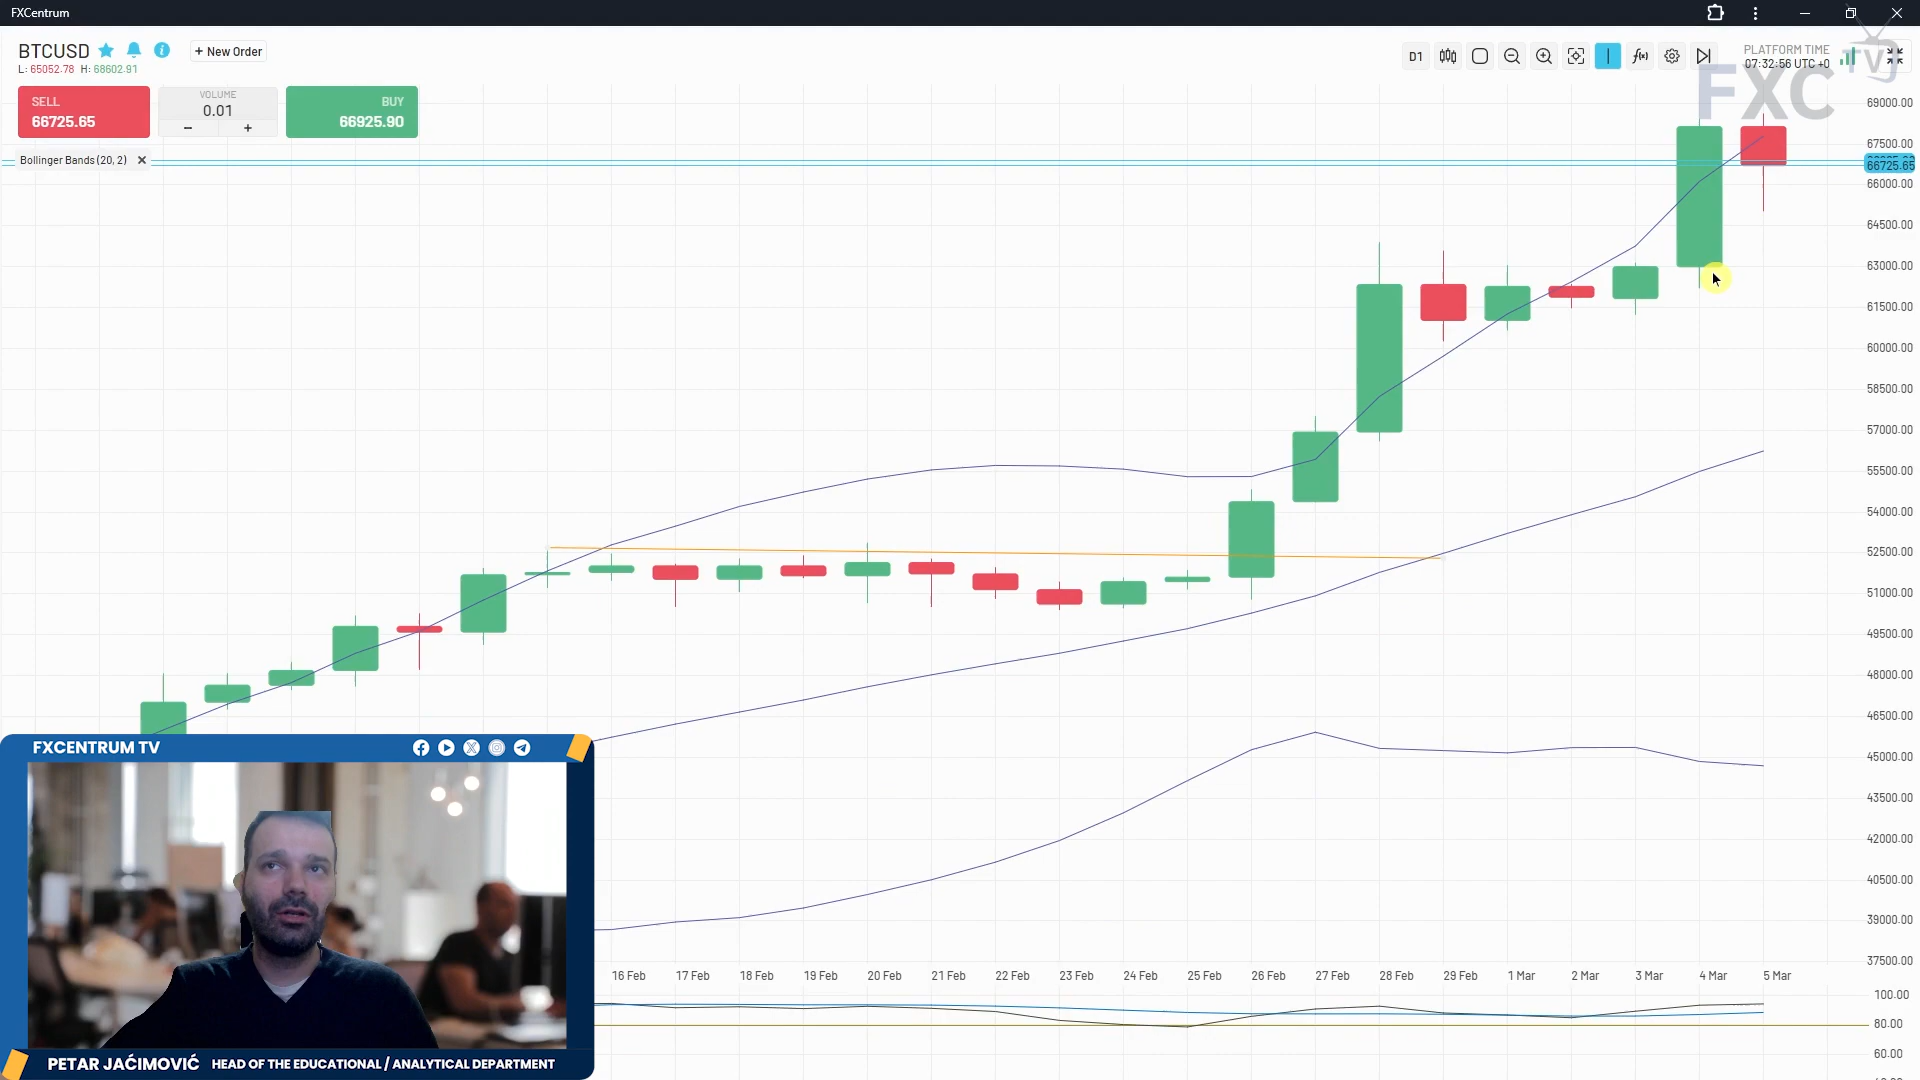 FXCentrum
BTCUSD
+ New Order
L: 65052.78 H: 68602.91
SELL
66725.65
VOLUME
0.01
BUY
66925.90
Bollinger Bands (20, 2)
D1
f(x)
PLATFORM TIME
07:32:56 UTC +0
FXC TV
69000.00
67500.00
66725.65
66000.00
64500.00
63000.00
61500.00
60000.00
58500.00
57000.00
55500.00
54000.00
52500.00
51000.00
49500.00
48000.00
46500.00
45000.00
43500.00
42000.00
40500.00
39000.00
37500.00
16 Feb 17 Feb 18 Feb 19 Feb 20 Feb 21 Feb 22 Feb 23 Feb 24 Feb 25 Feb 26 Feb 27 Feb 28 Feb 29 Feb 1 Mar 2 Mar 3 Mar 4 Mar 5 Mar
100.00
80.00
60.00
FXCENTRUM TV
PETAR JAĆIMOVIĆ HEAD OF THE EDUCATIONAL / ANALYTICAL DEPARTMENT